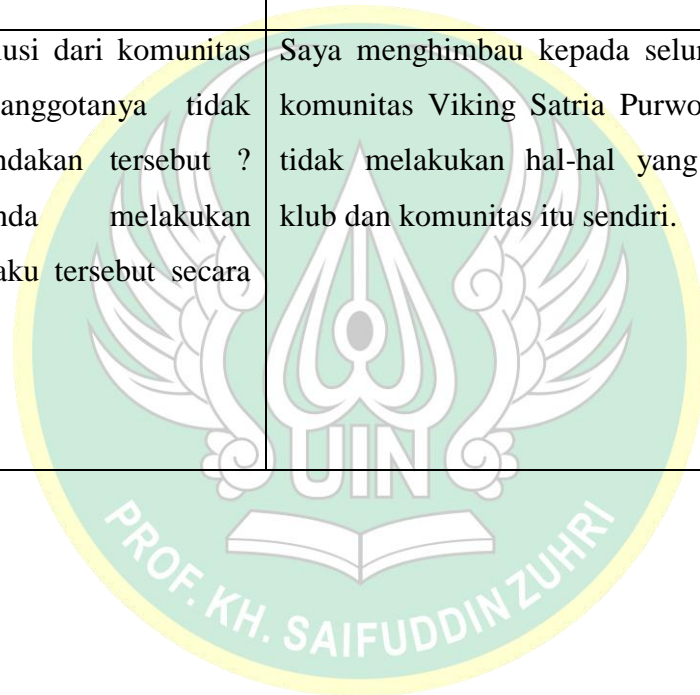 lusi dari komunitas
anggotanya tidak
ndakan tersebut ?
nda melakukan
aku tersebut secara
Saya menghimbau kepada selur
komunitas Viking Satria Purwo
tidak melakukan hal-hal yang
klub dan komunitas itu sendiri.
UIN
PROF. KH. SAIFUDDIN ZUHRI